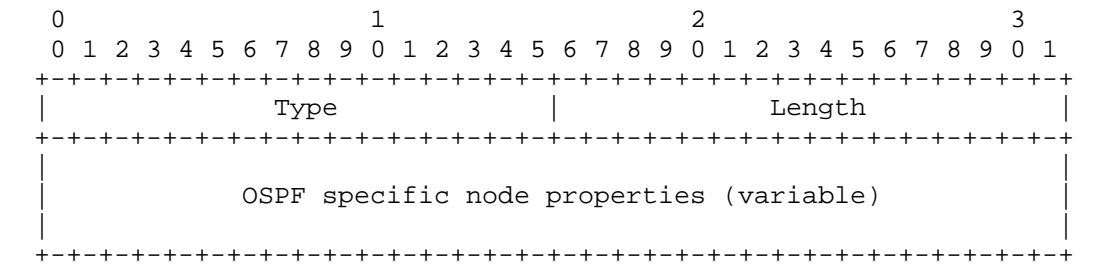 0                   1                   2                   3
 0 1 2 3 4 5 6 7 8 9 0 1 2 3 4 5 6 7 8 9 0 1 2 3 4 5 6 7 8 9 0 1
+-+-+-+-+-+-+-+-+-+-+-+-+-+-+-+-+-+-+-+-+-+-+-+-+-+-+-+-+-+-+-+-+
|              Type             |             Length            |
+-+-+-+-+-+-+-+-+-+-+-+-+-+-+-+-+-+-+-+-+-+-+-+-+-+-+-+-+-+-+-+-+
|                                                               |
|            OSPF specific node properties (variable)           |
|                                                               |
+-+-+-+-+-+-+-+-+-+-+-+-+-+-+-+-+-+-+-+-+-+-+-+-+-+-+-+-+-+-+-+-+